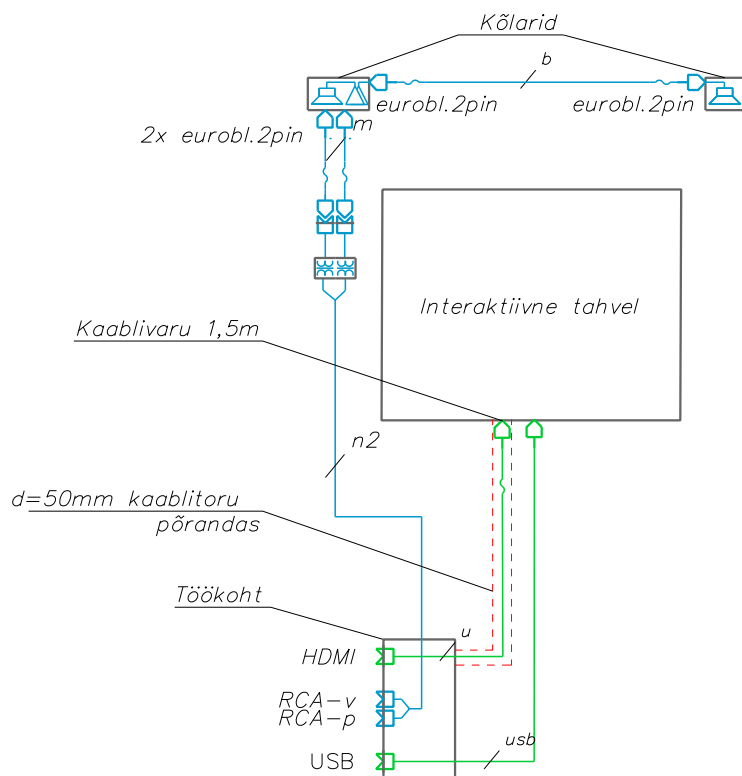 Kõlarid
b
eurobl.2pin
eurobl.2pin
2x eurobl.2pin
m
Interaktiivne tahvel
Kaablivaru 1,5m
n2
d=50mm kaablitoru
põrandas
Töökoht
u
HDMI
RCA-v
RCA-p
usb
USB